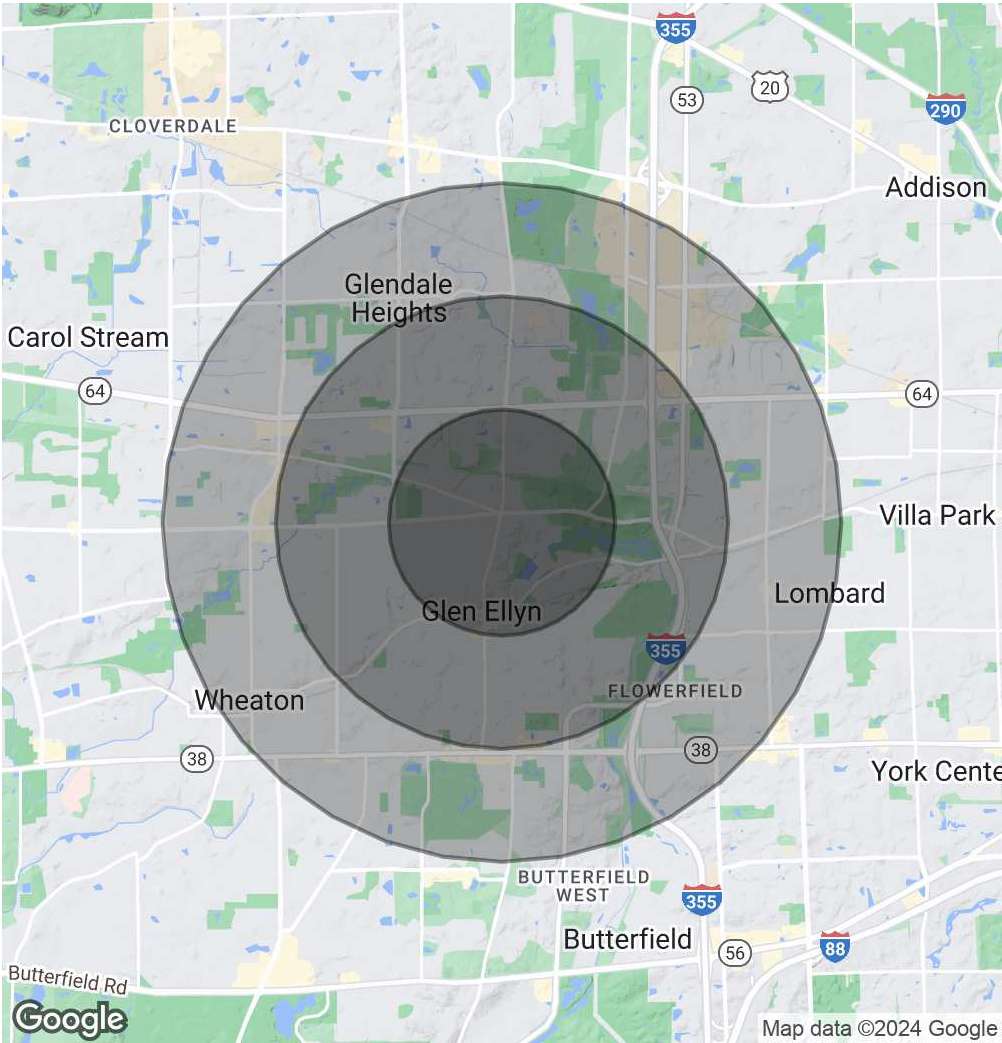 355
20
53
290
CLOVERDALE
Addison
Glendale
Heights
Carol Stream
64
64
Villa Park
Lombard
Glen Ellyn
355
FLOWERFIELD
Wheaton
38
38
York Cente
BUTTERFIELD
WEST
355
Butterfield
56
88
Butterfield Rd
Google
Map data ©2024 Google